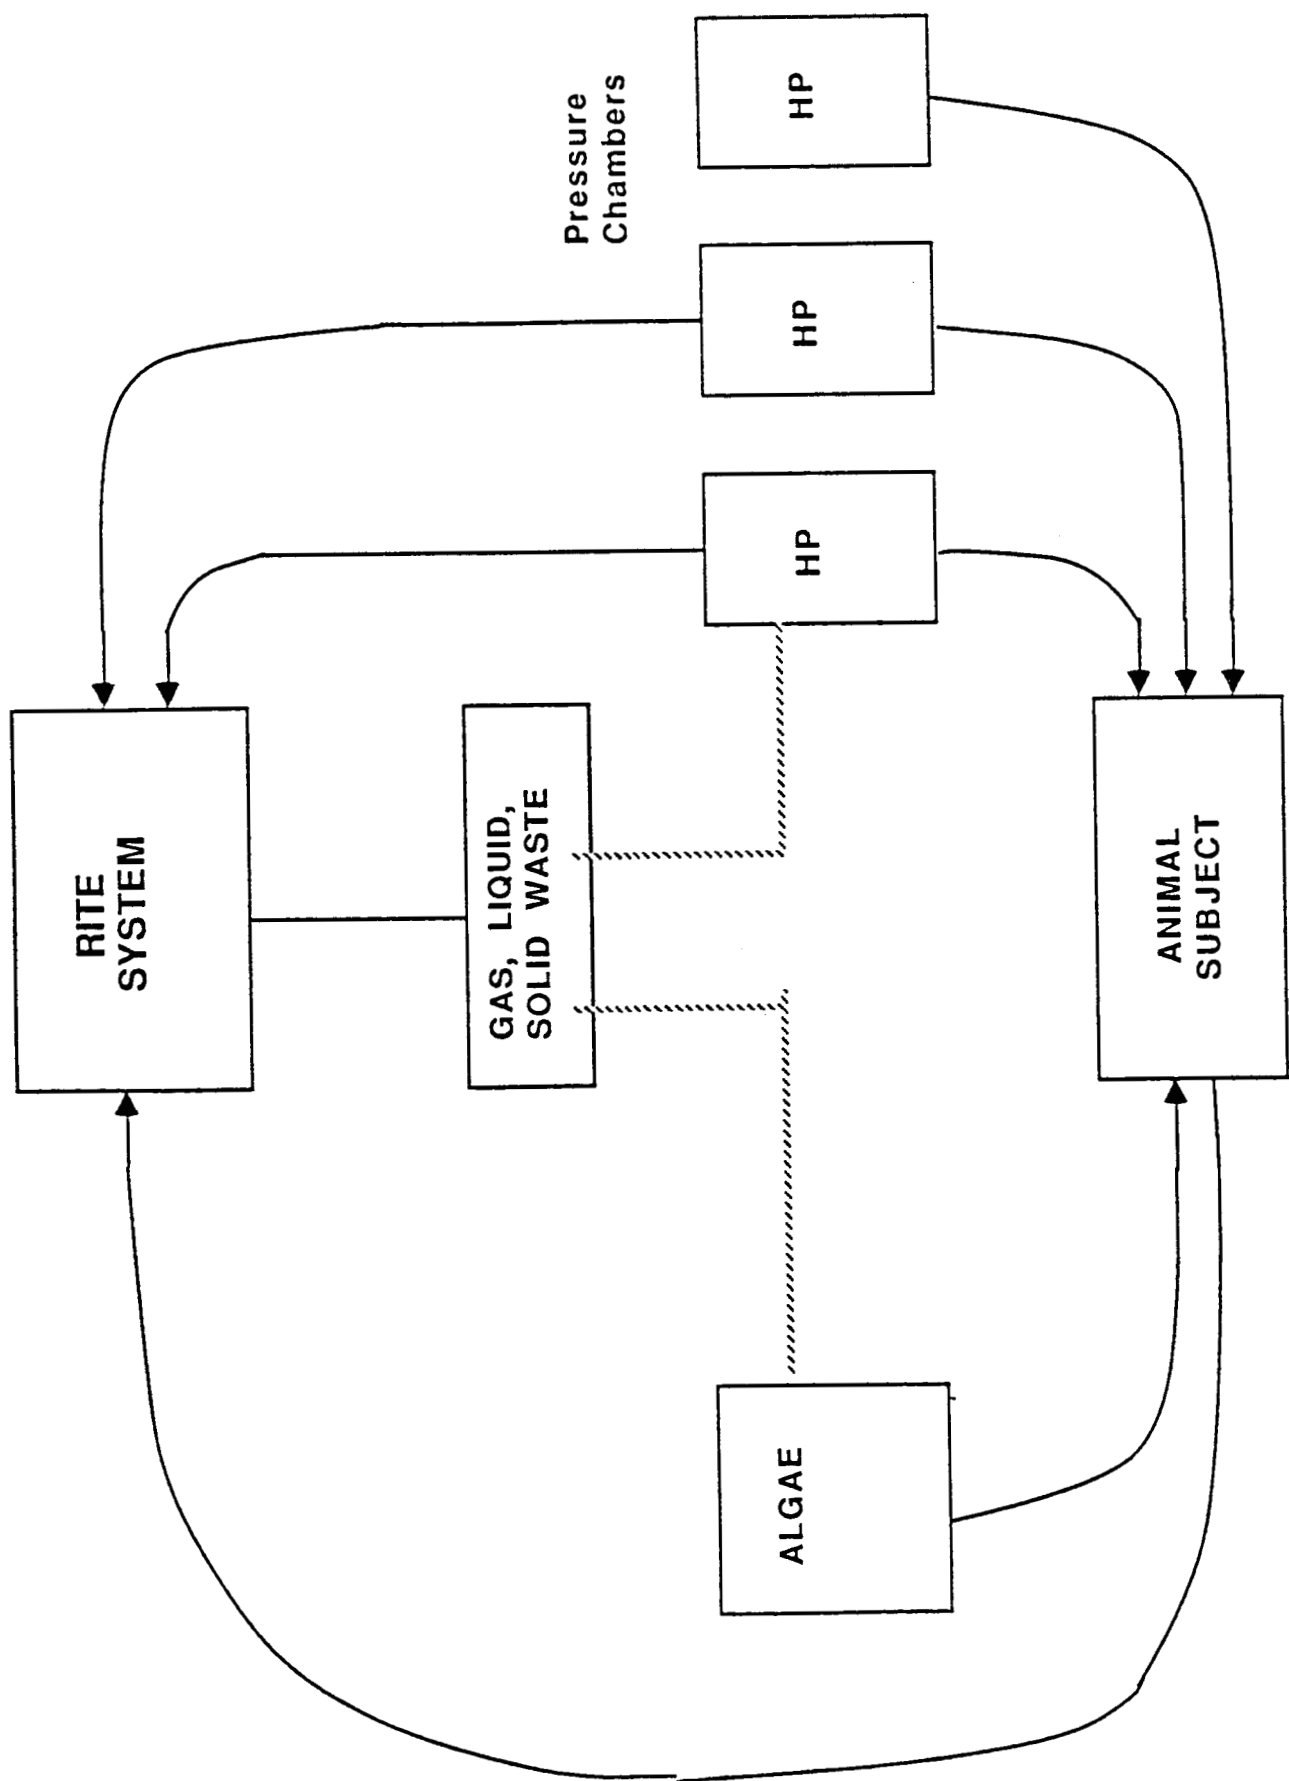 RITE
SYSTEM
GAS, LIQUID,
SOLID WASTE
Pressure
Chambers
HP
HP
HP
ALGAE
ANIMAL
SUBJECT